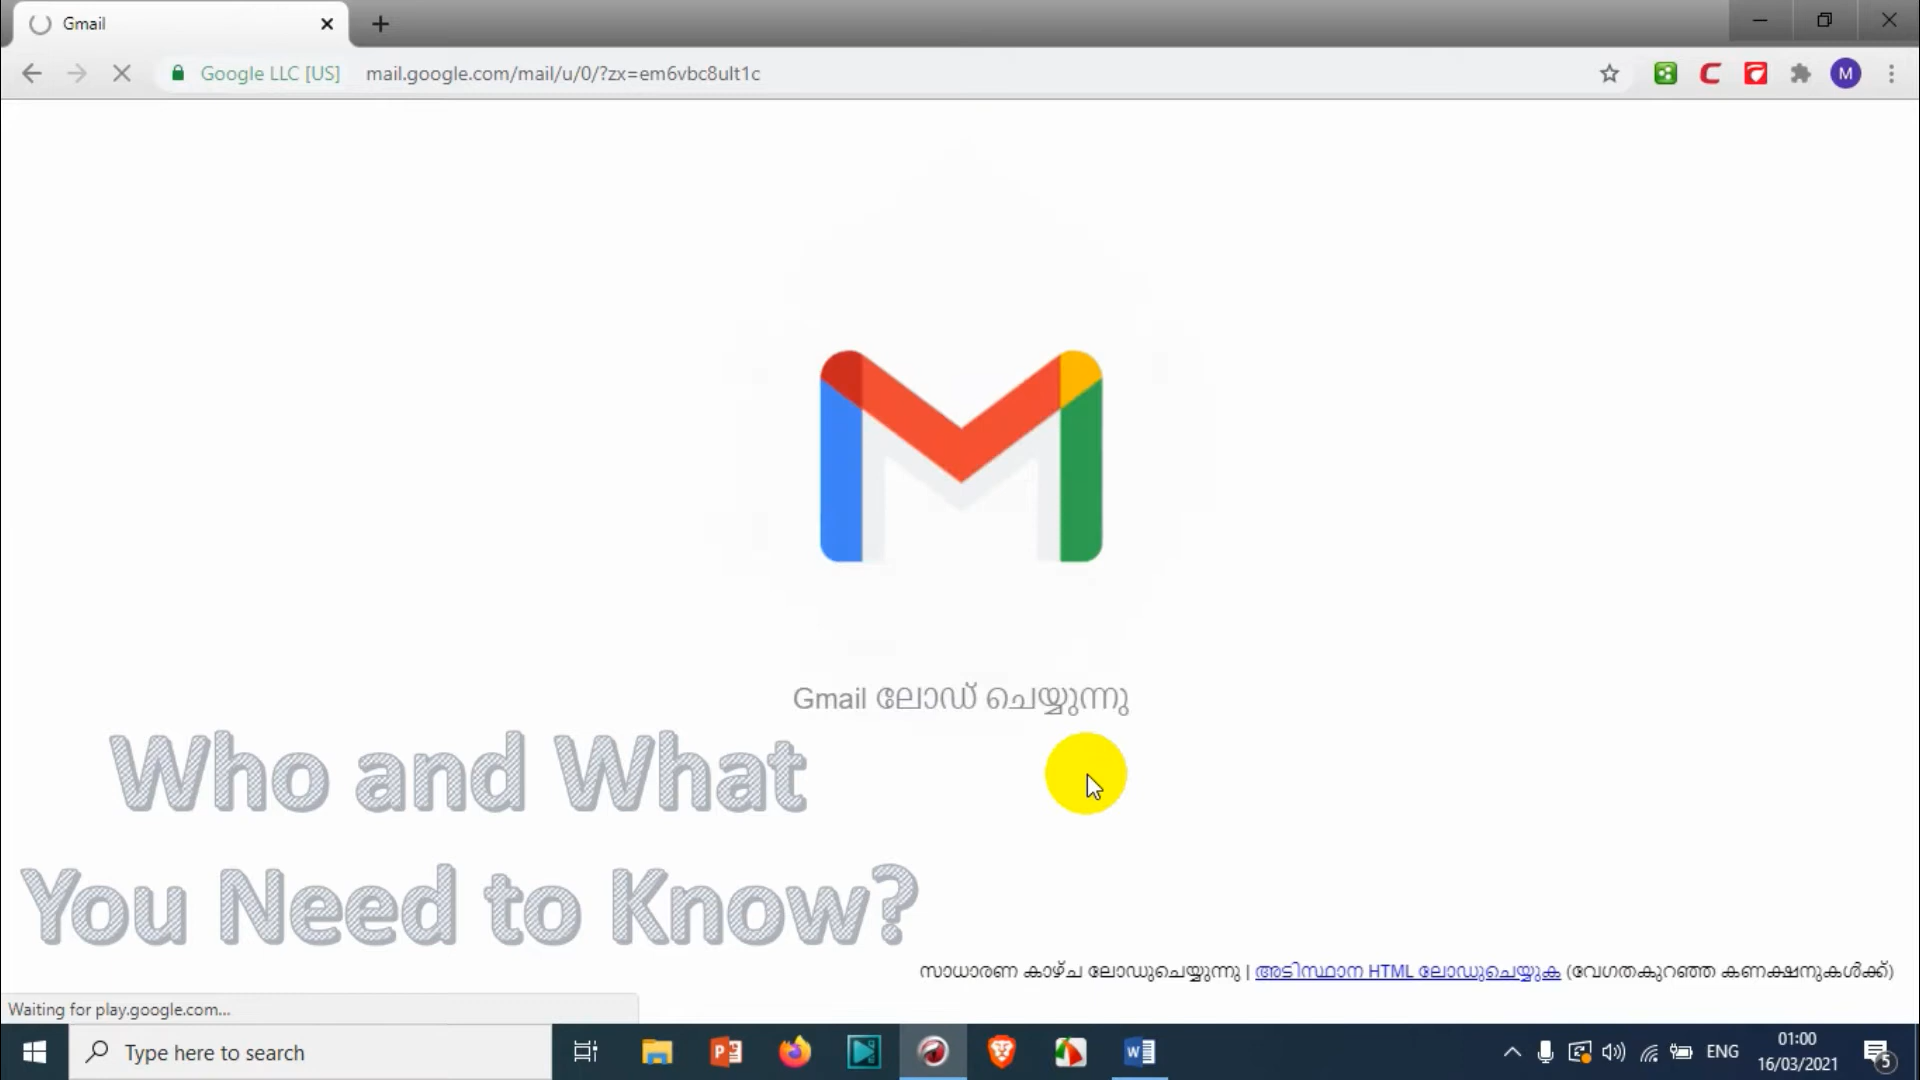 Gmail
Google LLC [US] mail.google.com/mail/u/0/?zx=em6vbc8ult1c
M
Gmail ലോഡ് ചെയ്യുന്നു
Who and What
You Need to Know?
സാധാരണ കാഴ്ച ലോഡുചെയ്യുന്നു | അടിസ്ഥാന HTML ലോഡുചെയ്യുക (വേഗതകുറഞ്ഞ കണക്ഷനുകൾക്ക്)
Waiting for play.google.com...
Type here to search
ENG
01:00
16/03/2021
5